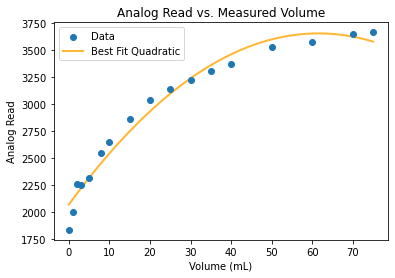 Analog Read vs. Measured Volume
Data
Best Fit Quadratic
3750
3500
3250
3000
2750
2500
2250
2000
1750
Analog Read
0 10 20 30 40 50 60 70
Volume (mL)